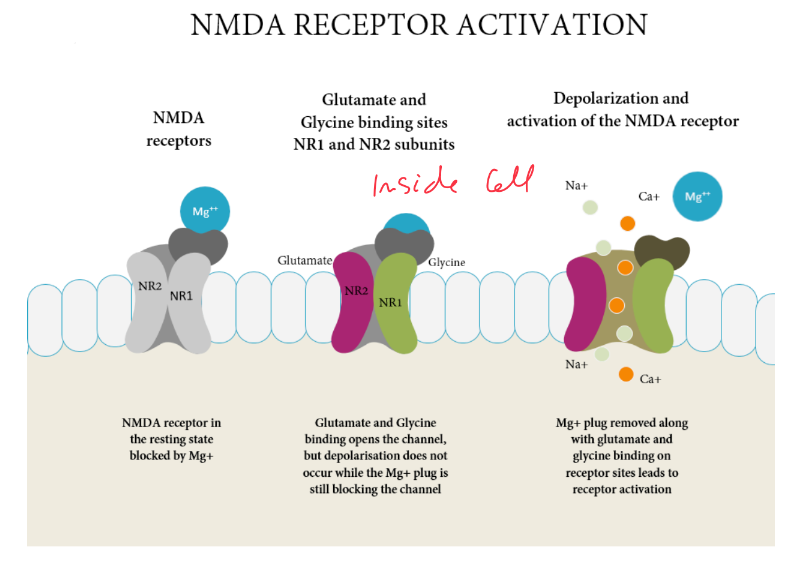 NMDA RECEPTOR ACTIVATION
NMDA
receptors
Glutamate and
Glycine binding sites
NR1 and NR2 subunits
Depolarization and
activation of the NMDA receptor
Inside Cell
Mg⁺⁺
Na+
Ca+
Mg⁺⁺
Glutamate
Glycine
NR2
NR1
NR2
NR1
Na+
Ca+
NMDA receptor in
the resting state
blocked by Mg+
Glutamate and Glycine
binding opens the channel,
but depolarisation does not
occur while the Mg+ plug is
still blocking the channel
Mg+ plug removed along
with glutamate and
glycine binding on
receptor sites leads to
receptor activation